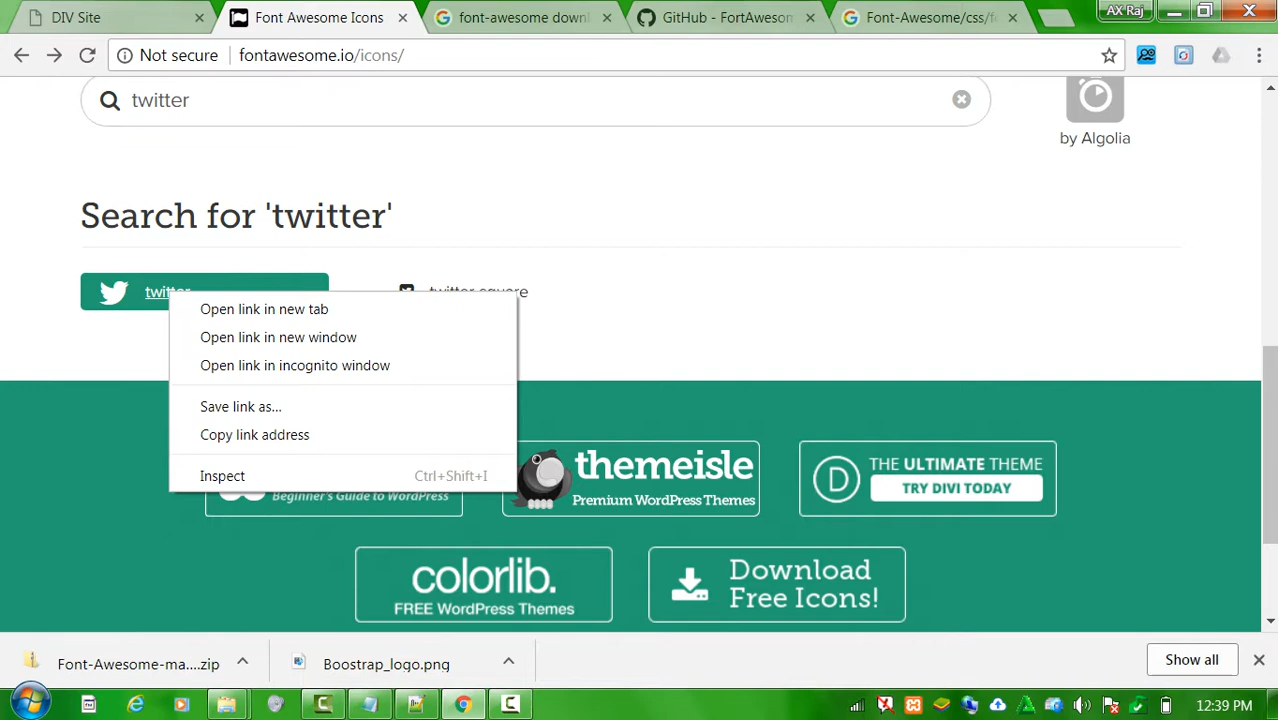 DIV Site
Font Awesome Icons
font-awesome downl
GitHub - FortAwesom
Font-Awesome/css/fo
AX Raj
Not secure
fontawesome.io/icons/
twitter
by Algolia
Search for 'twitter'
twitter
twitter square
Open link in new tab
Open link in new window
Open link in incognito window
Save link as...
Copy link address
Inspect Ctrl+Shift+I
Beginner's Guide to WordPress
themeisle
Premium WordPress Themes
THE ULTIMATE THEME
TRY DIVI TODAY
colorlib.
FREE WordPress Themes
Download
Free Icons!
Font-Awesome-ma....zip
Boostrap_logo.png
Show all
12:39 PM